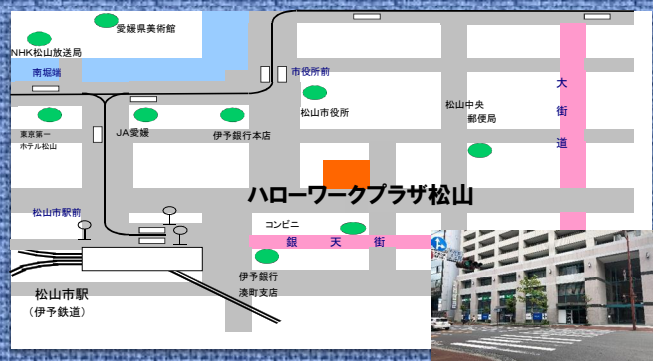 愛媛県美術館
NHK松山放送局
南堀端
市役所前
大
街
道
松山中央
郵便局
松山市役所
東京第一
ホテル松山
JA愛媛
伊予銀行本店
ハローワークプラザ松山
松山市駅前
コンビニ
銀天街
伊予銀行
湊町支店
松山市駅
（伊予鉄道）